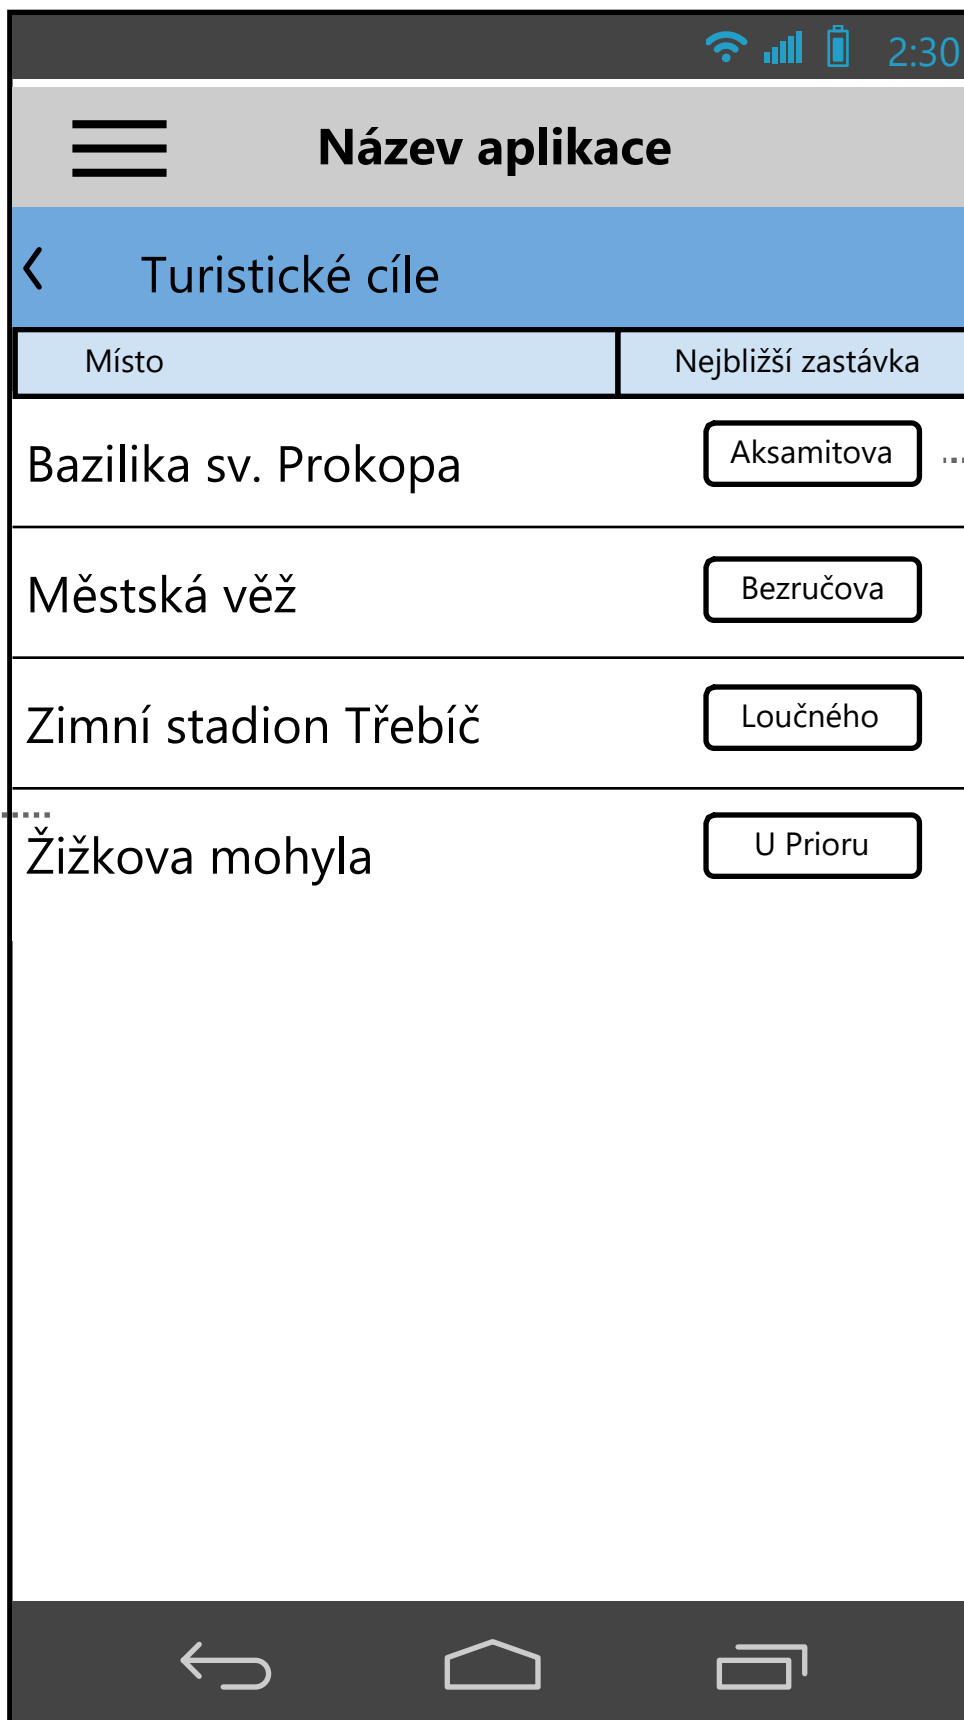 2:30
Název aplikace
Turistické cíle
Místo Nejbližší zastávka
Bazilika sv. Prokopa Aksamitova
Městská věž Bezručova
Zimní stadion Třebíč Loučného
Žižkova mohyla U Prioru